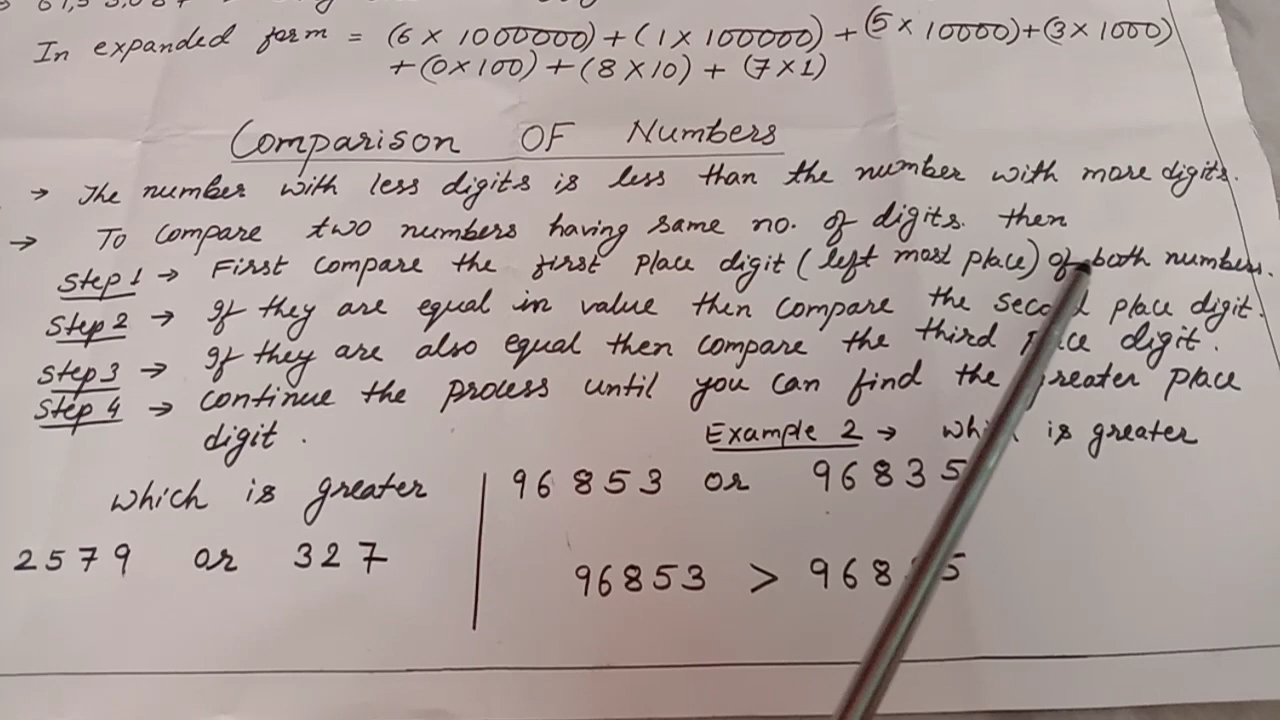 In expanded form = (6 × 1000000) + (1 × 100000) + (5 × 10000) + (3 × 1000)
+ (0 × 100) + (8 × 10) + (7 × 1)
Comparison OF Numbers
→ The number with less digits is less than the number with more digits.
→ To compare two numbers having same no. of digits. then
Step 1 → First compare the first place digit (left most place) of both numbers.
Step 2 → If they are equal in value then compare the second place digit.
Step 3 → If they are also equal then compare the third place digit.
Step 4 → continue the process until you can find the greater place
digit.
Example 2 → which is greater
which is greater
2579 or 327
96853 or 96835
96853 > 96835